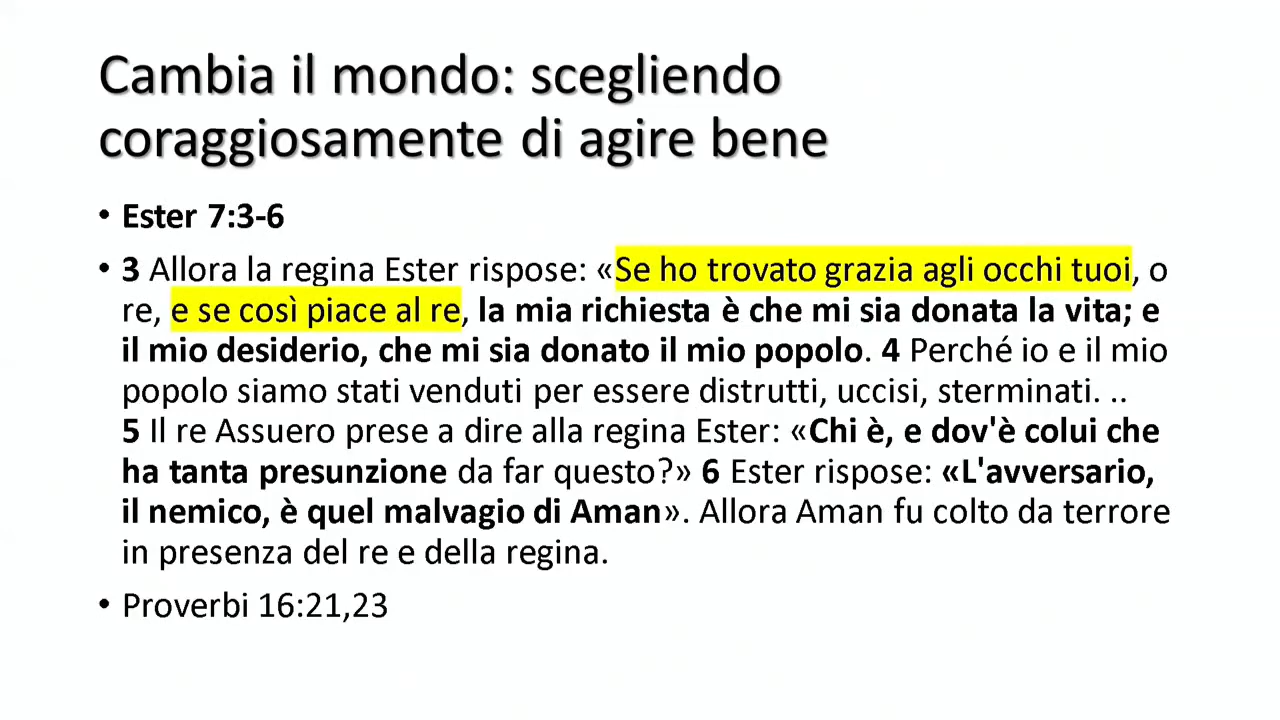 Cambia il mondo: scegliendo
coraggiosamente di agire bene
• Ester 7:3-6
• 3 Allora la regina Ester rispose: «Se ho trovato grazia agli occhi tuoi, o
re, e se così piace al re, la mia richiesta è che mi sia donata la vita; e
il mio desiderio, che mi sia donato il mio popolo. 4 Perché io e il mio
popolo siamo stati venduti per essere distrutti, uccisi, sterminati. ..
5 Il re Assuero prese a dire alla regina Ester: «Chi è, e dov'è colui che
ha tanta presunzione da far questo?» 6 Ester rispose: «L'avversario,
il nemico, è quel malvagio di Aman». Allora Aman fu colto da terrore
in presenza del re e della regina.
• Proverbi 16:21,23